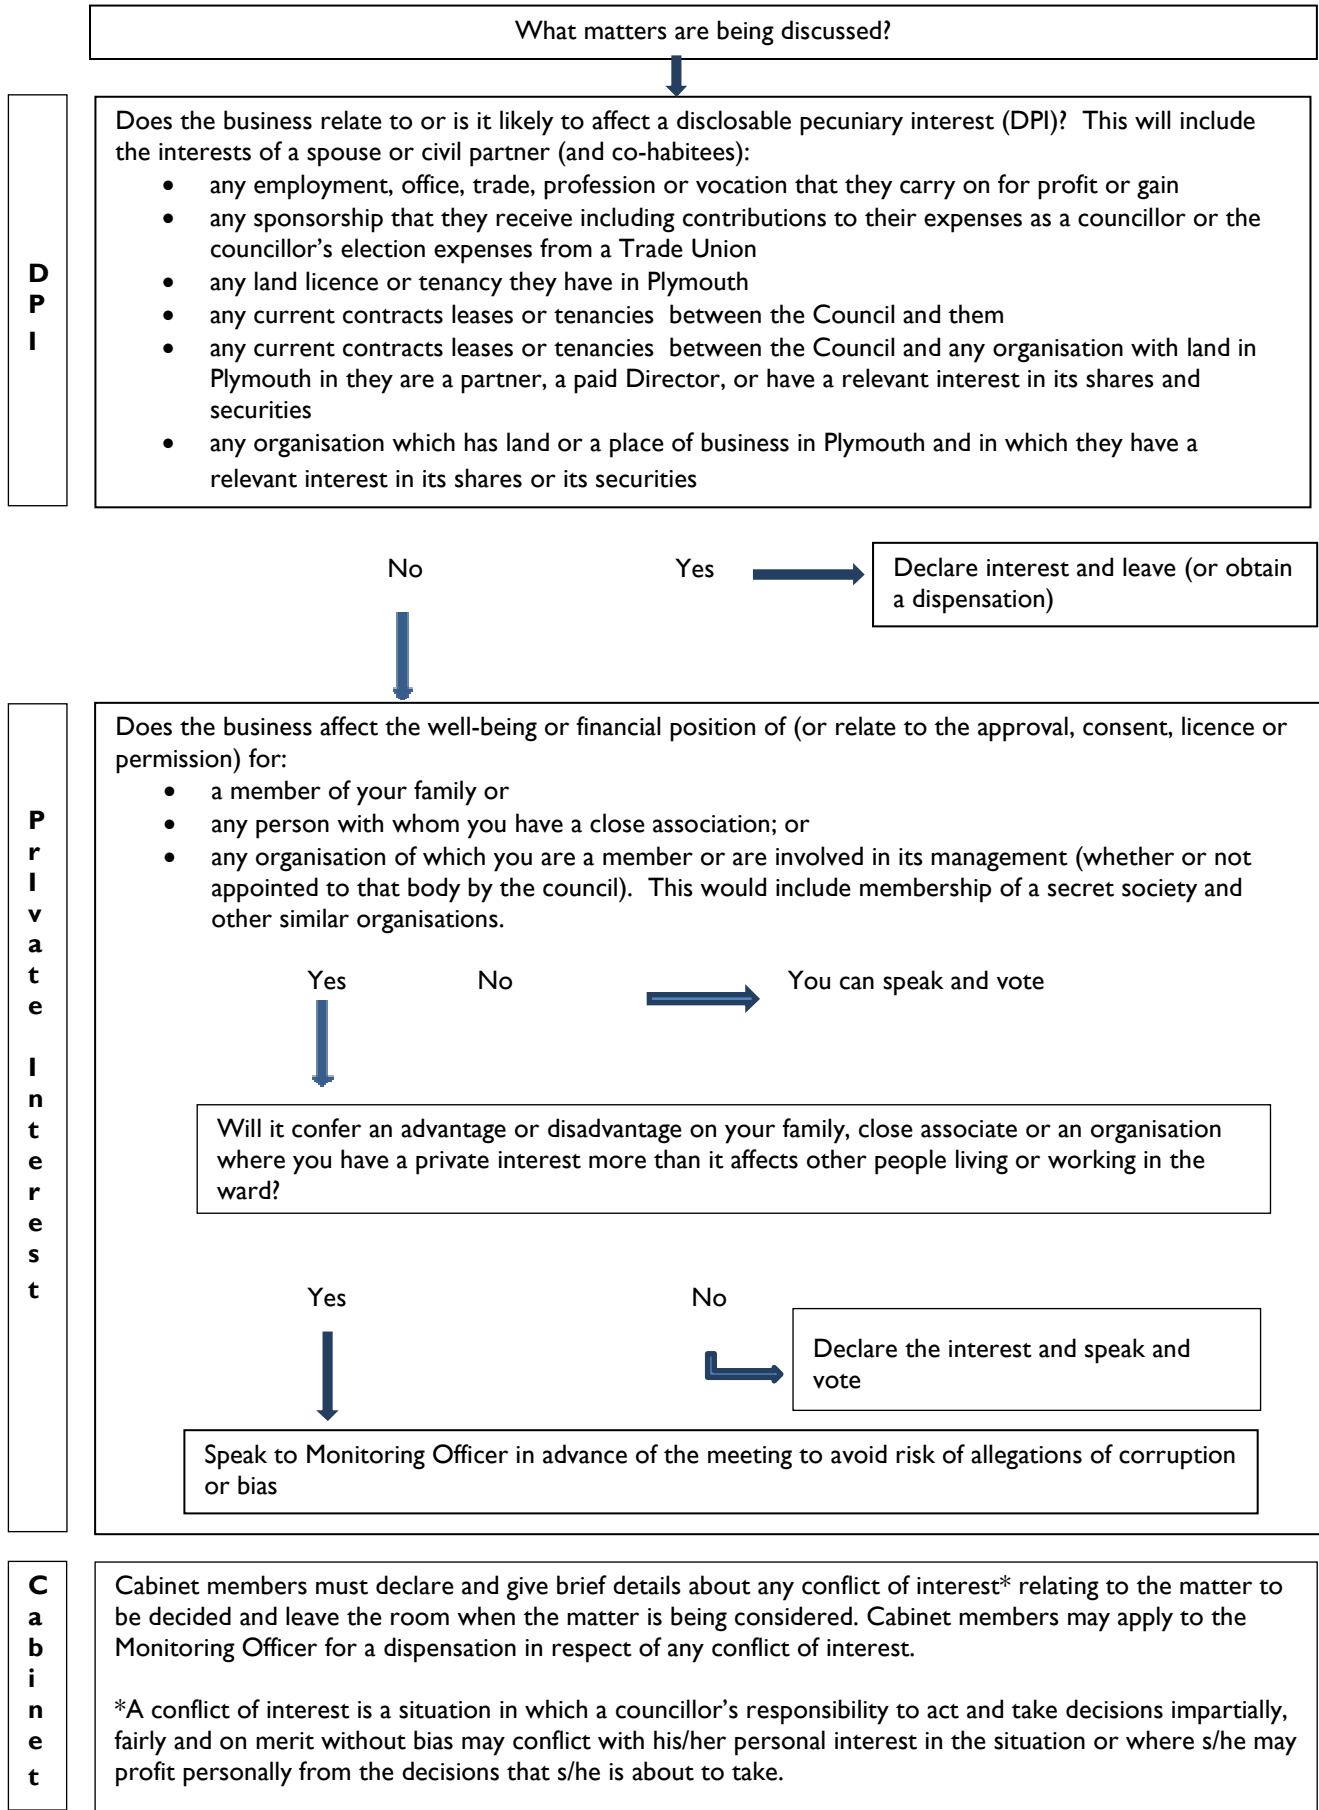 What matters are being discussed?
DPI
Does the business relate to or is it likely to affect a disclosable pecuniary interest (DPI)? This will include
the interests of a spouse or civil partner (and co-habitees):
• any employment, office, trade, profession or vocation that they carry on for profit or gain
• any sponsorship that they receive including contributions to their expenses as a councillor or the
councillor's election expenses from a Trade Union
• any land licence or tenancy they have in Plymouth
• any current contracts leases or tenancies between the Council and them
• any current contracts leases or tenancies between the Council and any organisation with land in
Plymouth in they are a partner, a paid Director, or have a relevant interest in its shares and
securities
• any organisation which has land or a place of business in Plymouth and in which they have a
relevant interest in its shares or its securities
No
Yes
Declare interest and leave (or obtain
a dispensation)
PrIvate Interest
Does the business affect the well-being or financial position of (or relate to the approval, consent, licence or
permission) for:
• a member of your family or
• any person with whom you have a close association; or
• any organisation of which you are a member or are involved in its management (whether or not
appointed to that body by the council). This would include membership of a secret society and
other similar organisations.
Yes
No
You can speak and vote
Will it confer an advantage or disadvantage on your family, close associate or an organisation
where you have a private interest more than it affects other people living or working in the
ward?
Yes
No
Declare the interest and speak and
vote
Speak to Monitoring Officer in advance of the meeting to avoid risk of allegations of corruption
or bias
Cabinet
Cabinet members must declare and give brief details about any conflict of interest* relating to the matter to
be decided and leave the room when the matter is being considered. Cabinet members may apply to the
Monitoring Officer for a dispensation in respect of any conflict of interest.
*A conflict of interest is a situation in which a councillor's responsibility to act and take decisions impartially,
fairly and on merit without bias may conflict with his/her personal interest in the situation or where s/he may
profit personally from the decisions that s/he is about to take.